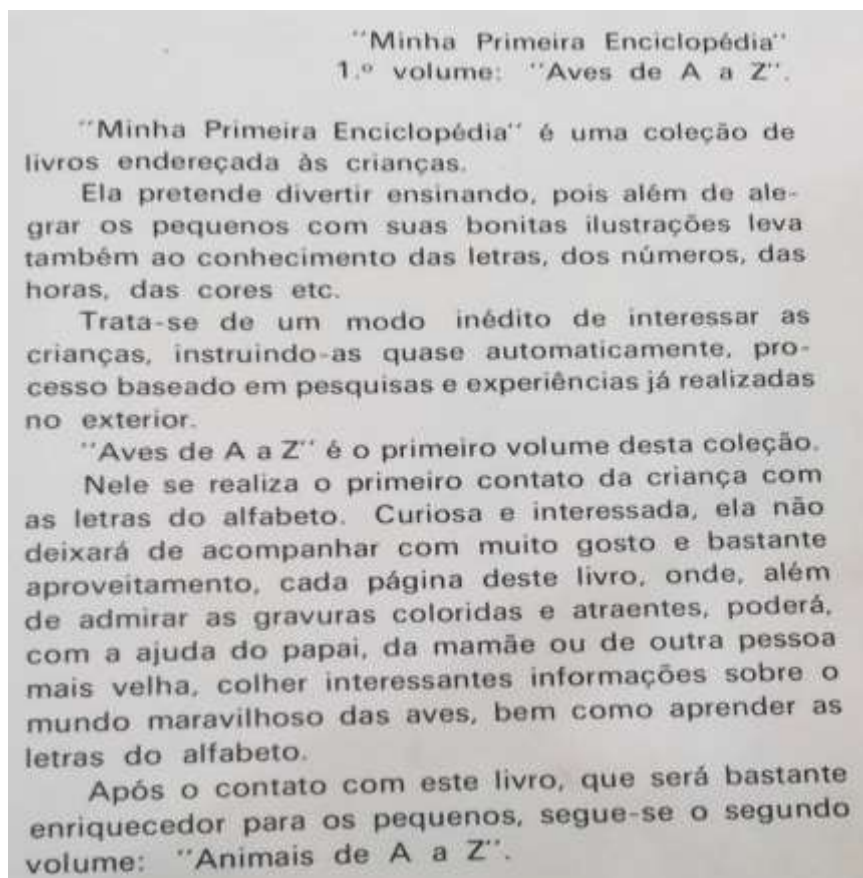 "Minha Primeira Enciclopédia"
1.º volume: "Aves de A a Z".
"Minha Primeira Enciclopédia" é uma coleção de
livros endereçada às crianças.
Ela pretende divertir ensinando, pois além de ale-
grar os pequenos com suas bonitas ilustrações leva
também ao conhecimento das letras, dos números, das
horas, das cores etc.
Trata-se de um modo inédito de interessar as
crianças, instruindo-as quase automaticamente, pro-
cesso baseado em pesquisas e experiências já realizadas
no exterior.
"Aves de A a Z" é o primeiro volume desta coleção.
Nele se realiza o primeiro contato da criança com
as letras do alfabeto. Curiosa e interessada, ela não
deixará de acompanhar com muito gosto e bastante
aproveitamento, cada página deste livro, onde, além
de admirar as gravuras coloridas e atraentes, poderá,
com a ajuda do papai, da mamãe ou de outra pessoa
mais velha, colher interessantes informações sobre o
mundo maravilhoso das aves, bem como aprender as
letras do alfabeto.
Após o contato com este livro, que será bastante
enriquecedor para os pequenos, segue-se o segundo
volume: "Animais de A a Z".